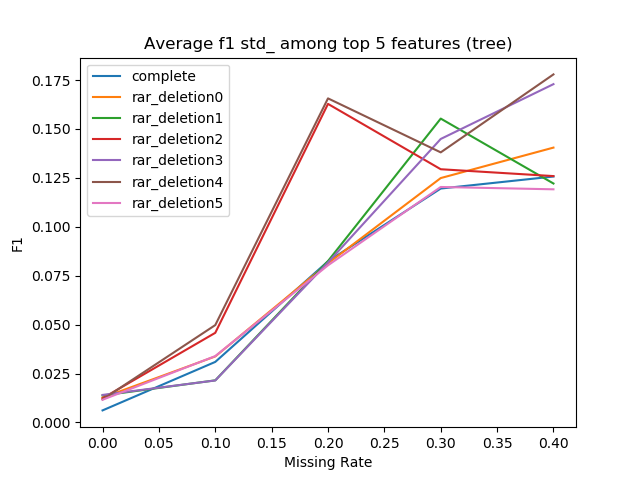 Average f1 std_ among top 5 features (tree)
complete
rar_deletion0
rar_deletion1
rar_deletion2
rar_deletion3
rar_deletion4
rar_deletion5
0.175
0.150
0.125
0.100
0.075
0.050
0.025
0.000
F1
0.00 0.05 0.10 0.15 0.20 0.25 0.30 0.35 0.40
Missing Rate